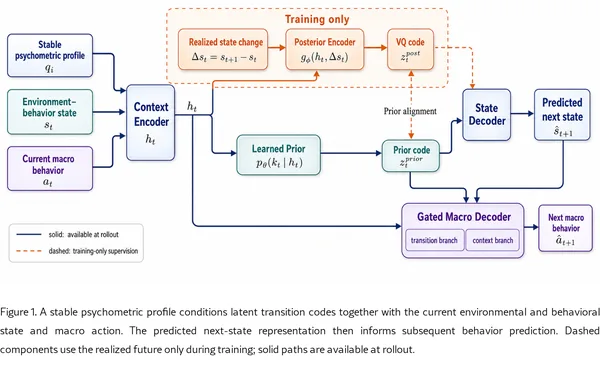 Training only
Stable
psychometric profile
q_i
Environment–
behavior state
s_t
Current macro
behavior
a_t
Context
Encoder
h_t
h_t
Realized state change
Δs_t = s_{t+1} − s_t
Posterior Encoder
g_ϕ(h_t, Δs_t)
VQ code
z_t^{post}
Prior alignment
Learned Prior
p_θ(k_t | h_t)
Prior code
z_t^{prior}
State
Decoder
Predicted
next state
ŝ_{t+1}
Gated Macro Decoder
transition branch
context branch
Next macro
behavior
â_{t+1}
solid: available at rollout
dashed: training-only supervision
Figure 1. A stable psychometric profile conditions latent transition codes together with the current environmental and behavioral
state and macro action. The predicted next-state representation then informs subsequent behavior prediction. Dashed
components use the realized future only during training; solid paths are available at rollout.